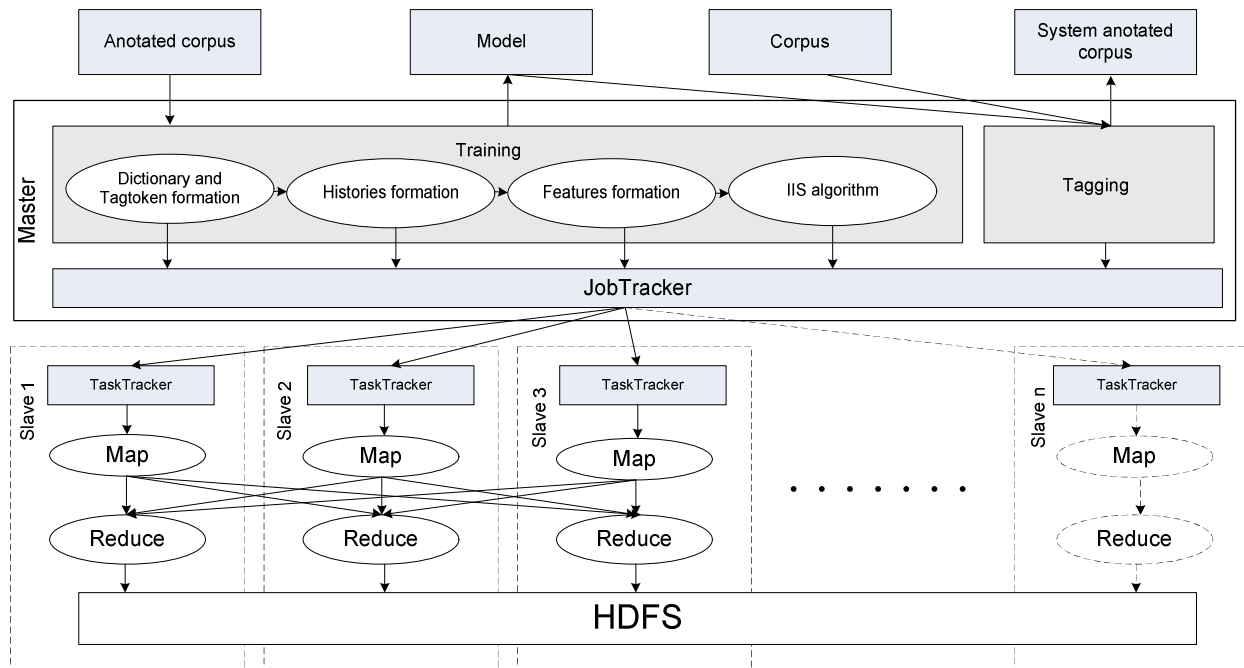 Anotated corpus
Model
Corpus
System anotated
corpus
Master
Training
Dictionary and
Tagtoken formation
Histories formation
Features formation
IIS algorithm
Tagging
JobTracker
Slave 1
TaskTracker
Map
Reduce
Slave 2
TaskTracker
Map
Reduce
Slave 3
TaskTracker
Map
Reduce
Slave n
TaskTracker
Map
Reduce
HDFS